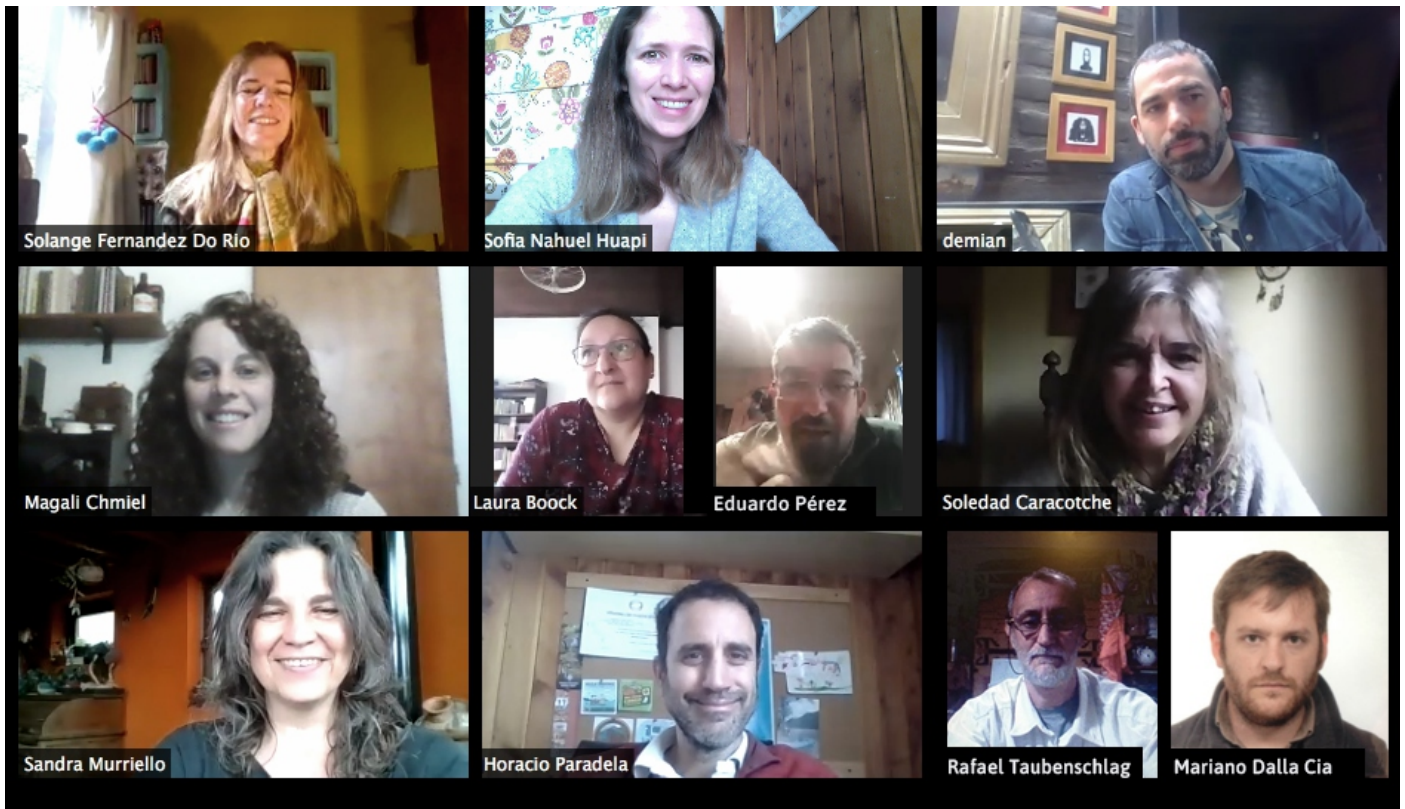 Solange Fernandez Do Rio
Sofia Nahuel Huapi
demian
Magali Chmiel
Laura Boock
Eduardo Pérez
Soledad Caracotche
Sandra Murriello
Horacio Paradela
Rafael Taubenschlag
Mariano Dalla Cia